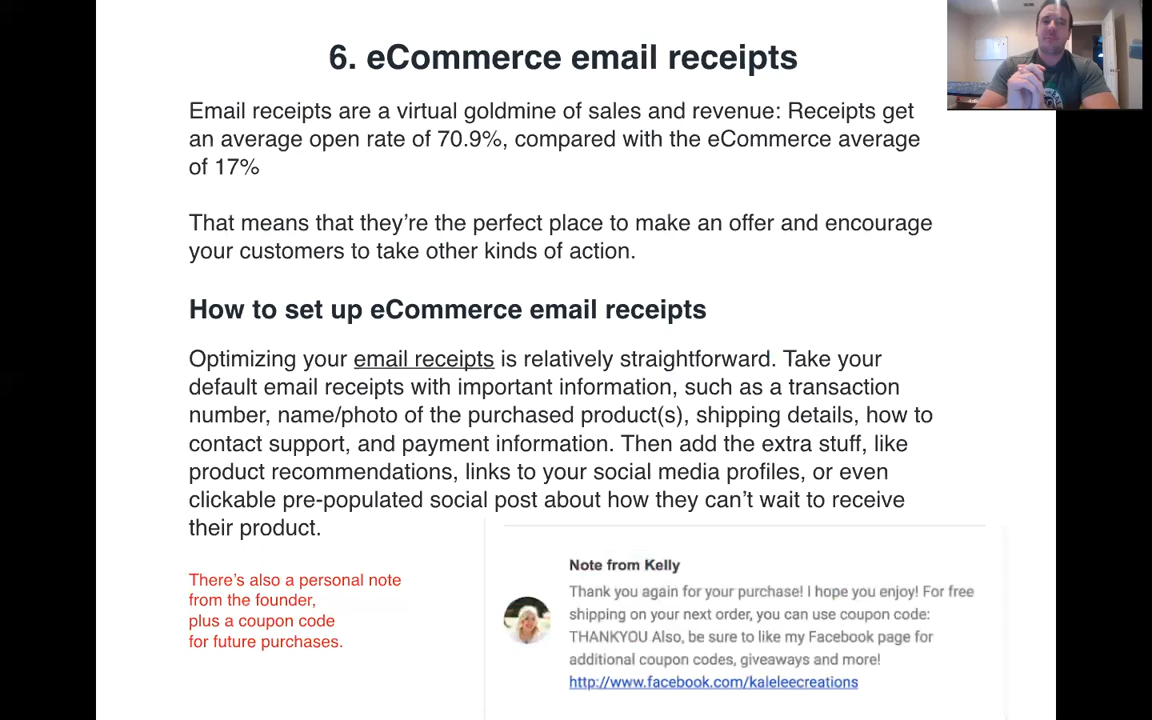 6. eCommerce email receipts
Email receipts are a virtual goldmine of sales and revenue: Receipts get
an average open rate of 70.9%, compared with the eCommerce average
of 17%
That means that they’re the perfect place to make an offer and encourage
your customers to take other kinds of action.
How to set up eCommerce email receipts
Optimizing your email receipts is relatively straightforward. Take your
default email receipts with important information, such as a transaction
number, name/photo of the purchased product(s), shipping details, how to
contact support, and payment information. Then add the extra stuff, like
product recommendations, links to your social media profiles, or even
clickable pre-populated social post about how they can’t wait to receive
their product.
There’s also a personal note
from the founder,
plus a coupon code
for future purchases.
Note from Kelly
Thank you again for your purchase! I hope you enjoy! For free
shipping on your next order, you can use coupon code:
THANKYOU Also, be sure to like my Facebook page for
additional coupon codes, giveaways and more!
http://www.facebook.com/kaleleecreations